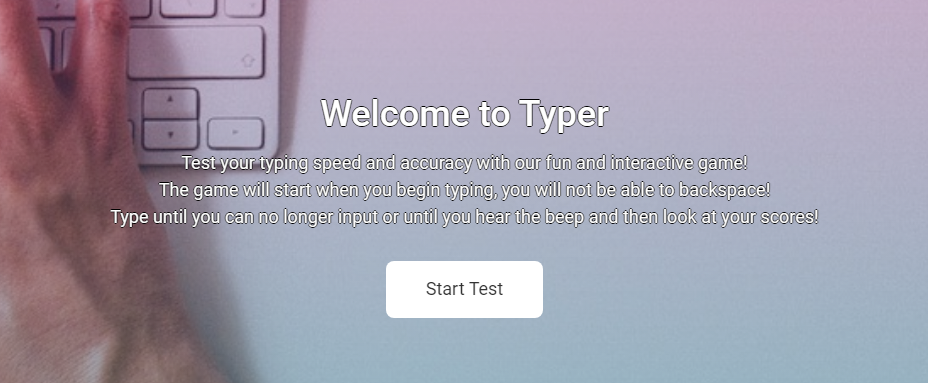 Welcome to Typer
Test your typing speed and accuracy with our fun and interactive game!
The game will start when you begin typing, you will not be able to backspace!
Type until you can no longer input or until you hear the beep and then look at your scores!
Start Test